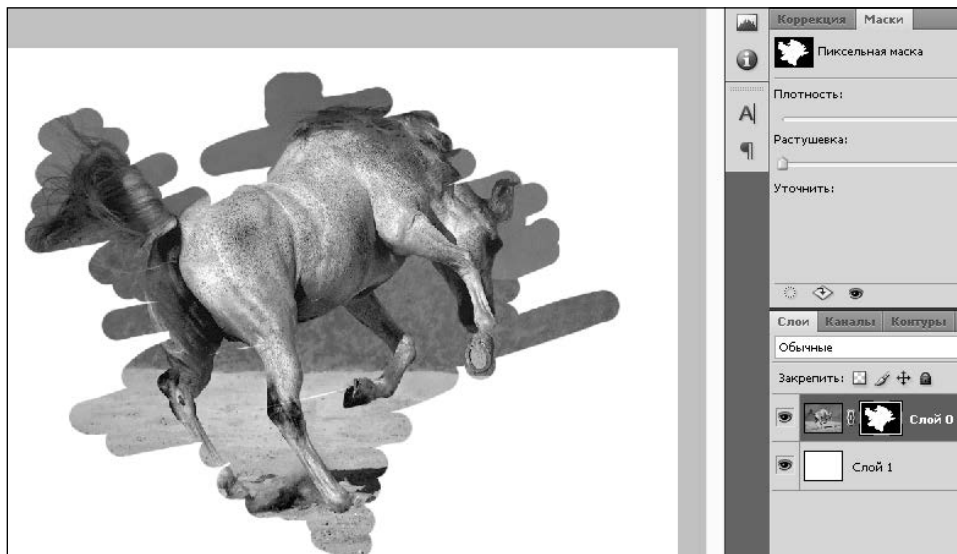 Коррекция Маски
Пиксельная маска
Плотность:
A|
Растушевка:
¶
Уточнить:
Слои Каналы Контуры
Обычные
Закрепить:
Слой 0
Слой 1